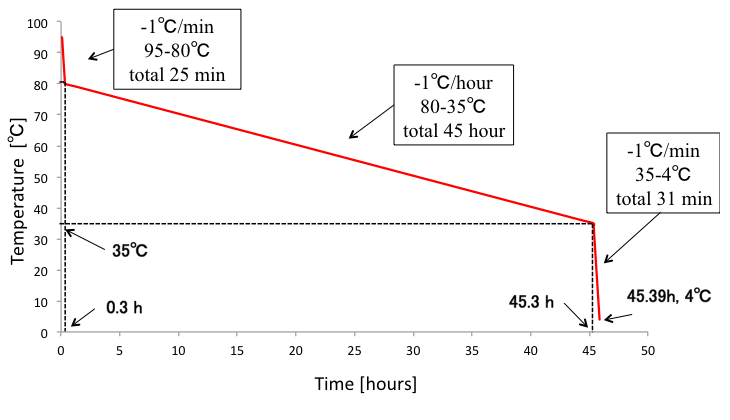 100
90
80
70
60
50
40
30
20
10
0
Temperature [℃]
-1℃/min
95-80℃
total 25 min
-1℃/hour
80-35℃
total 45 hour
-1℃/min
35-4℃
total 31 min
35℃
0.3 h
45.3 h
45.39h, 4℃
0 5 10 15 20 25 30 35 40 45 50
Time [hours]